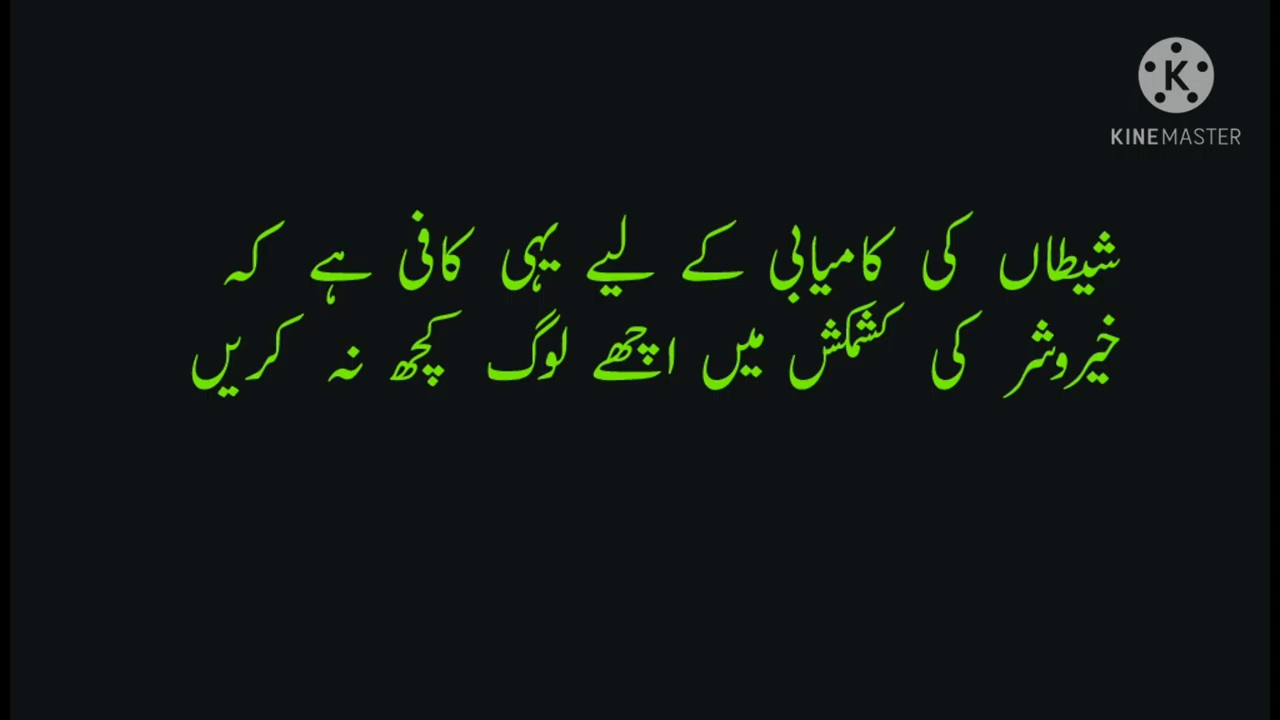 KINEMASTER
شیطاں کی کامیابی کے لیے یہی کافی ہے کہ
خیروشر کی کشمکش میں اچھے لوگ کچھ نہ کریں